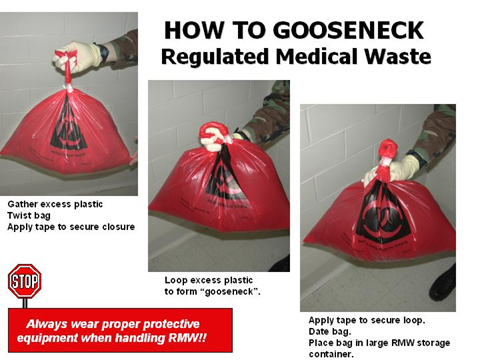 HOW TO GOOSENECK
Regulated Medical Waste
Gather excess plastic
Twist bag
Apply tape to secure closure
Loop excess plastic
to form “gooseneck”.
Apply tape to secure loop.
Date bag.
Place bag in large RMW storage
container.
STOP
Always wear proper protective
equipment when handling RMW!!